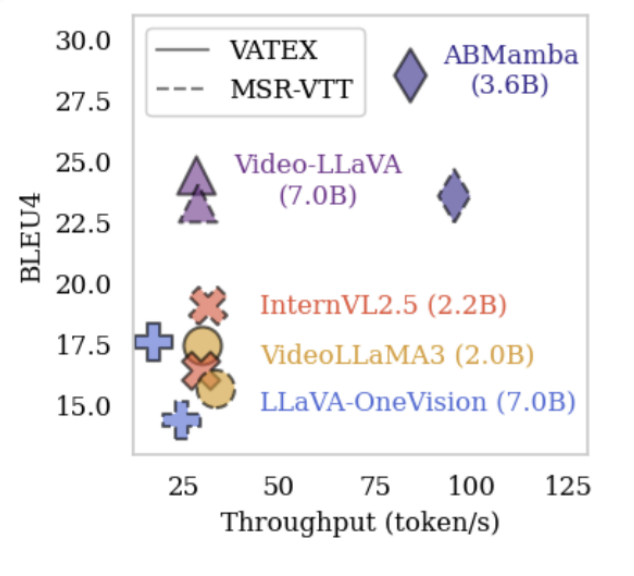 30.0
27.5
25.0
22.5
20.0
17.5
15.0
BLEU4
VATEX
MSR-VTT
ABMamba
(3.6B)
Video-LLaVA
(7.0B)
InternVL2.5 (2.2B)
VideoLLaMA3 (2.0B)
LLaVA-OneVision (7.0B)
25 50 75 100 125
Throughput (token/s)